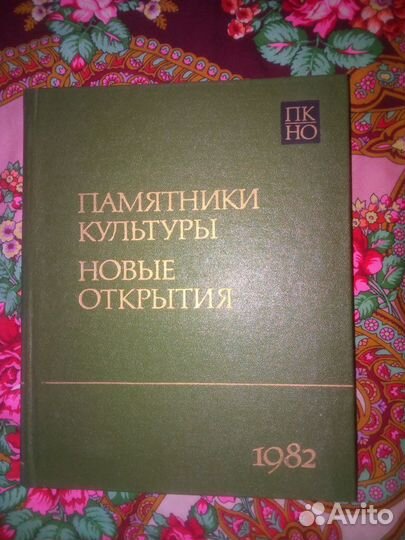 ПК
НО
ПАМЯТНИКИ
КУЛЬТУРЫ
НОВЫЕ
ОТКРЫТИЯ
1982
Avito